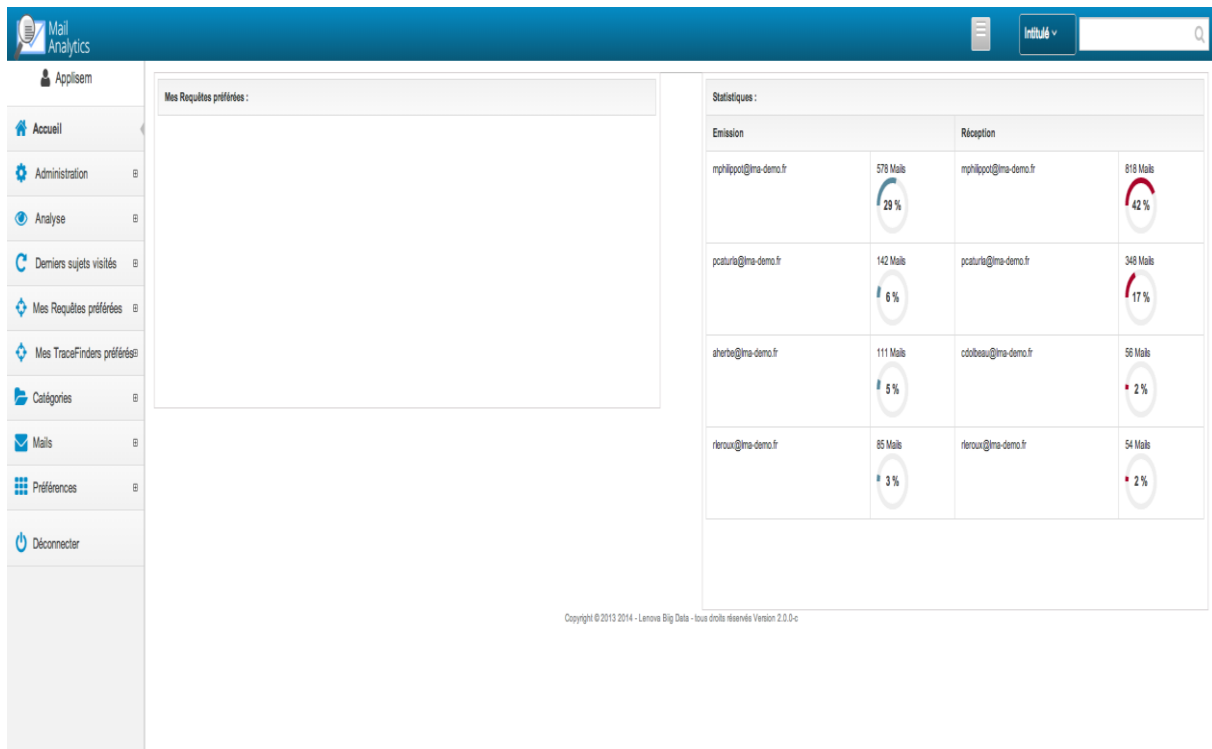 Mail
Analytics
Intitulé
Applisem
Accueil
Administration
Analyse
Derniers sujets visités
Mes Requêtes préférées
Mes TraceFinders préférés
Catégories
Mails
Préférences
Déconnecter
Mes Requêtes préférées :
Statistiques :
Emission Réception
mphilippot@lma-demo.fr 578 Mails mphilippot@lma-demo.fr 818 Mails
29 % 42 %
pcaturla@lma-demo.fr 142 Mails pcaturla@lma-demo.fr 348 Mails
6 % 17 %
aherbe@lma-demo.fr 111 Mails cdolbeau@lma-demo.fr 56 Mails
5 % 2 %
rleroux@lma-demo.fr 85 Mails rleroux@lma-demo.fr 54 Mails
3 % 2 %
Copyright © 2013 2014 - Lenova Biig Data - tous droits réservés Version 2.0.0-c